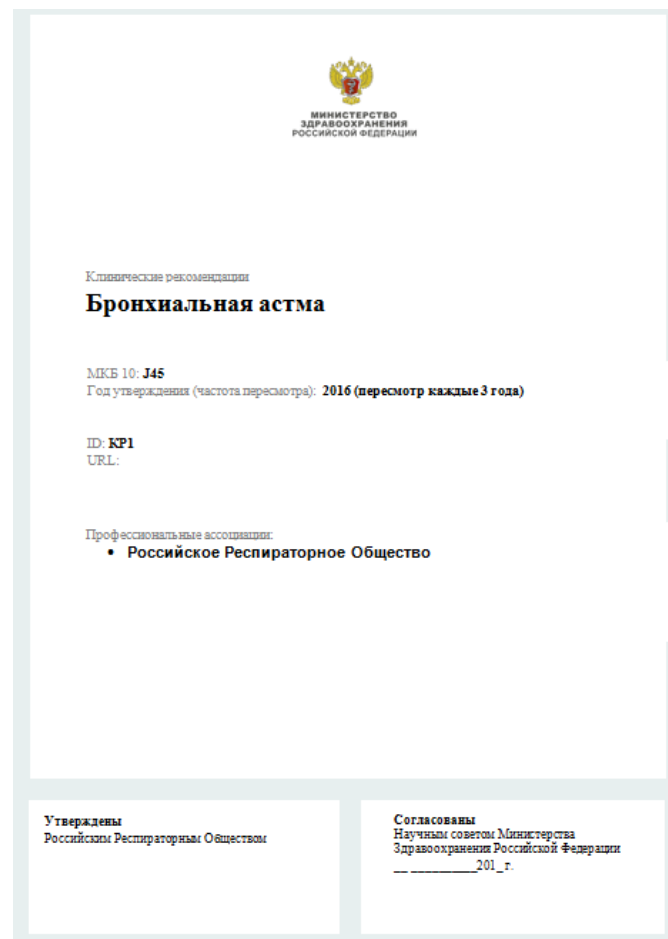 МИНИСТЕРСТВО
ЗДРАВООХРАНЕНИЯ
РОССИЙСКОЙ ФЕДЕРАЦИИ
Клинические рекомендации
Бронхиальная астма
МКБ 10: J45
Год утверждения (частота пересмотра): 2016 (пересмотр каждые 3 года)
ID: КР1
URL:
Профессиональные ассоциации:
• Российское Респираторное Общество
Утверждены
Российским Респираторным Обществом
Согласованы
Научным советом Министерства
Здравоохранения Российской Федерации
__ __________201_ г.